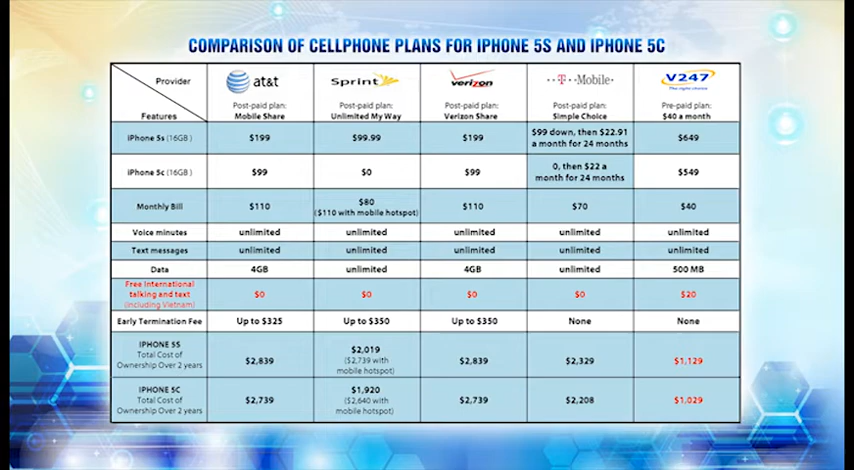 COMPARISON OF CELLPHONE PLANS FOR IPHONE 5S AND IPHONE 5C
Provider
Features
at&t
Post-paid plan:
Mobile Share
Sprint
Post-paid plan:
Unlimited My Way
verizon
Post-paid plan:
Verizon Share
T Mobile
Post-paid plan:
Simple Choice
V247
The right choice
Pre-paid plan:
$40 a month
iPhone 5s (16GB) $199 $99.99 $199 $99 down, then $22.91 a month for 24 months $649
iPhone 5c (16GB) $99 $0 $99 0, then $22 a month for 24 months $549
Monthly Bill $110 $80 ($110 with mobile hotspot) $110 $70 $40
Voice minutes unlimited unlimited unlimited unlimited unlimited
Text messages unlimited unlimited unlimited unlimited unlimited
Data 4GB unlimited 4GB unlimited 500 MB
Free International talking and text (including Vietnam) $0 $0 $0 $0 $20
Early Termination Fee Up to $325 Up to $350 Up to $350 None None
IPHONE 5S Total Cost of Ownership Over 2 years $2,839 $2,019 ($2,739 with mobile hotspot) $2,839 $2,329 $1,129
IPHONE 5C Total Cost of Ownership Over 2 years $2,739 $1,920 ($2,640 with mobile hotspot) $2,739 $2,208 $1,029